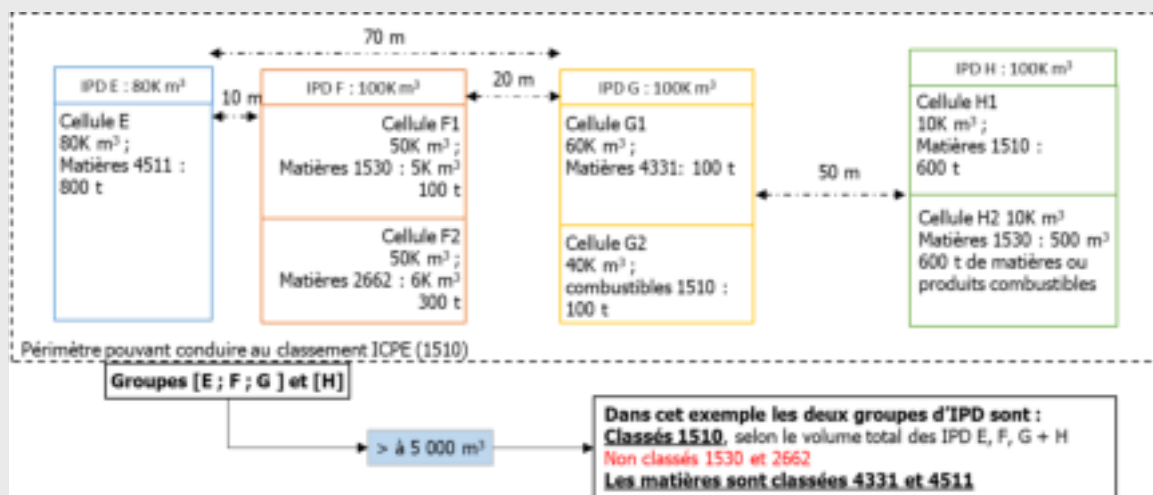 70 m
IPD E : 80K m³
10 m
IPD F : 100K m³
20 m
IPD G : 100K m³
IPD H : 100K m³
Cellule E
80K m³ ;
Matières 4511 :
800 t
Cellule F1
50K m³ ;
Matières 1530 : 5K m³
100 t
Cellule F2
50K m³ ;
Matières 2662 : 6K m³
300 t
Cellule G1
60K m³ ;
Matières 4331: 100 t
Cellule G2
40K m³ ;
combustibles 1510 :
100 t
50 m
Cellule H1
10K m³ ;
Matières 1510 :
600 t
Cellule H2 10K m³
Matières 1530 : 500 m³
600 t de matières ou
produits combustibles
Périmètre pouvant conduire au classement ICPE (1510)
Groupes [E ; F ; G ] et [H]
> à 5 000 m³
Dans cet exemple les deux groupes d'IPD sont :
Classés 1510, selon le volume total des IPD E, F, G + H
Non classés 1530 et 2662
Les matières sont classées 4331 et 4511